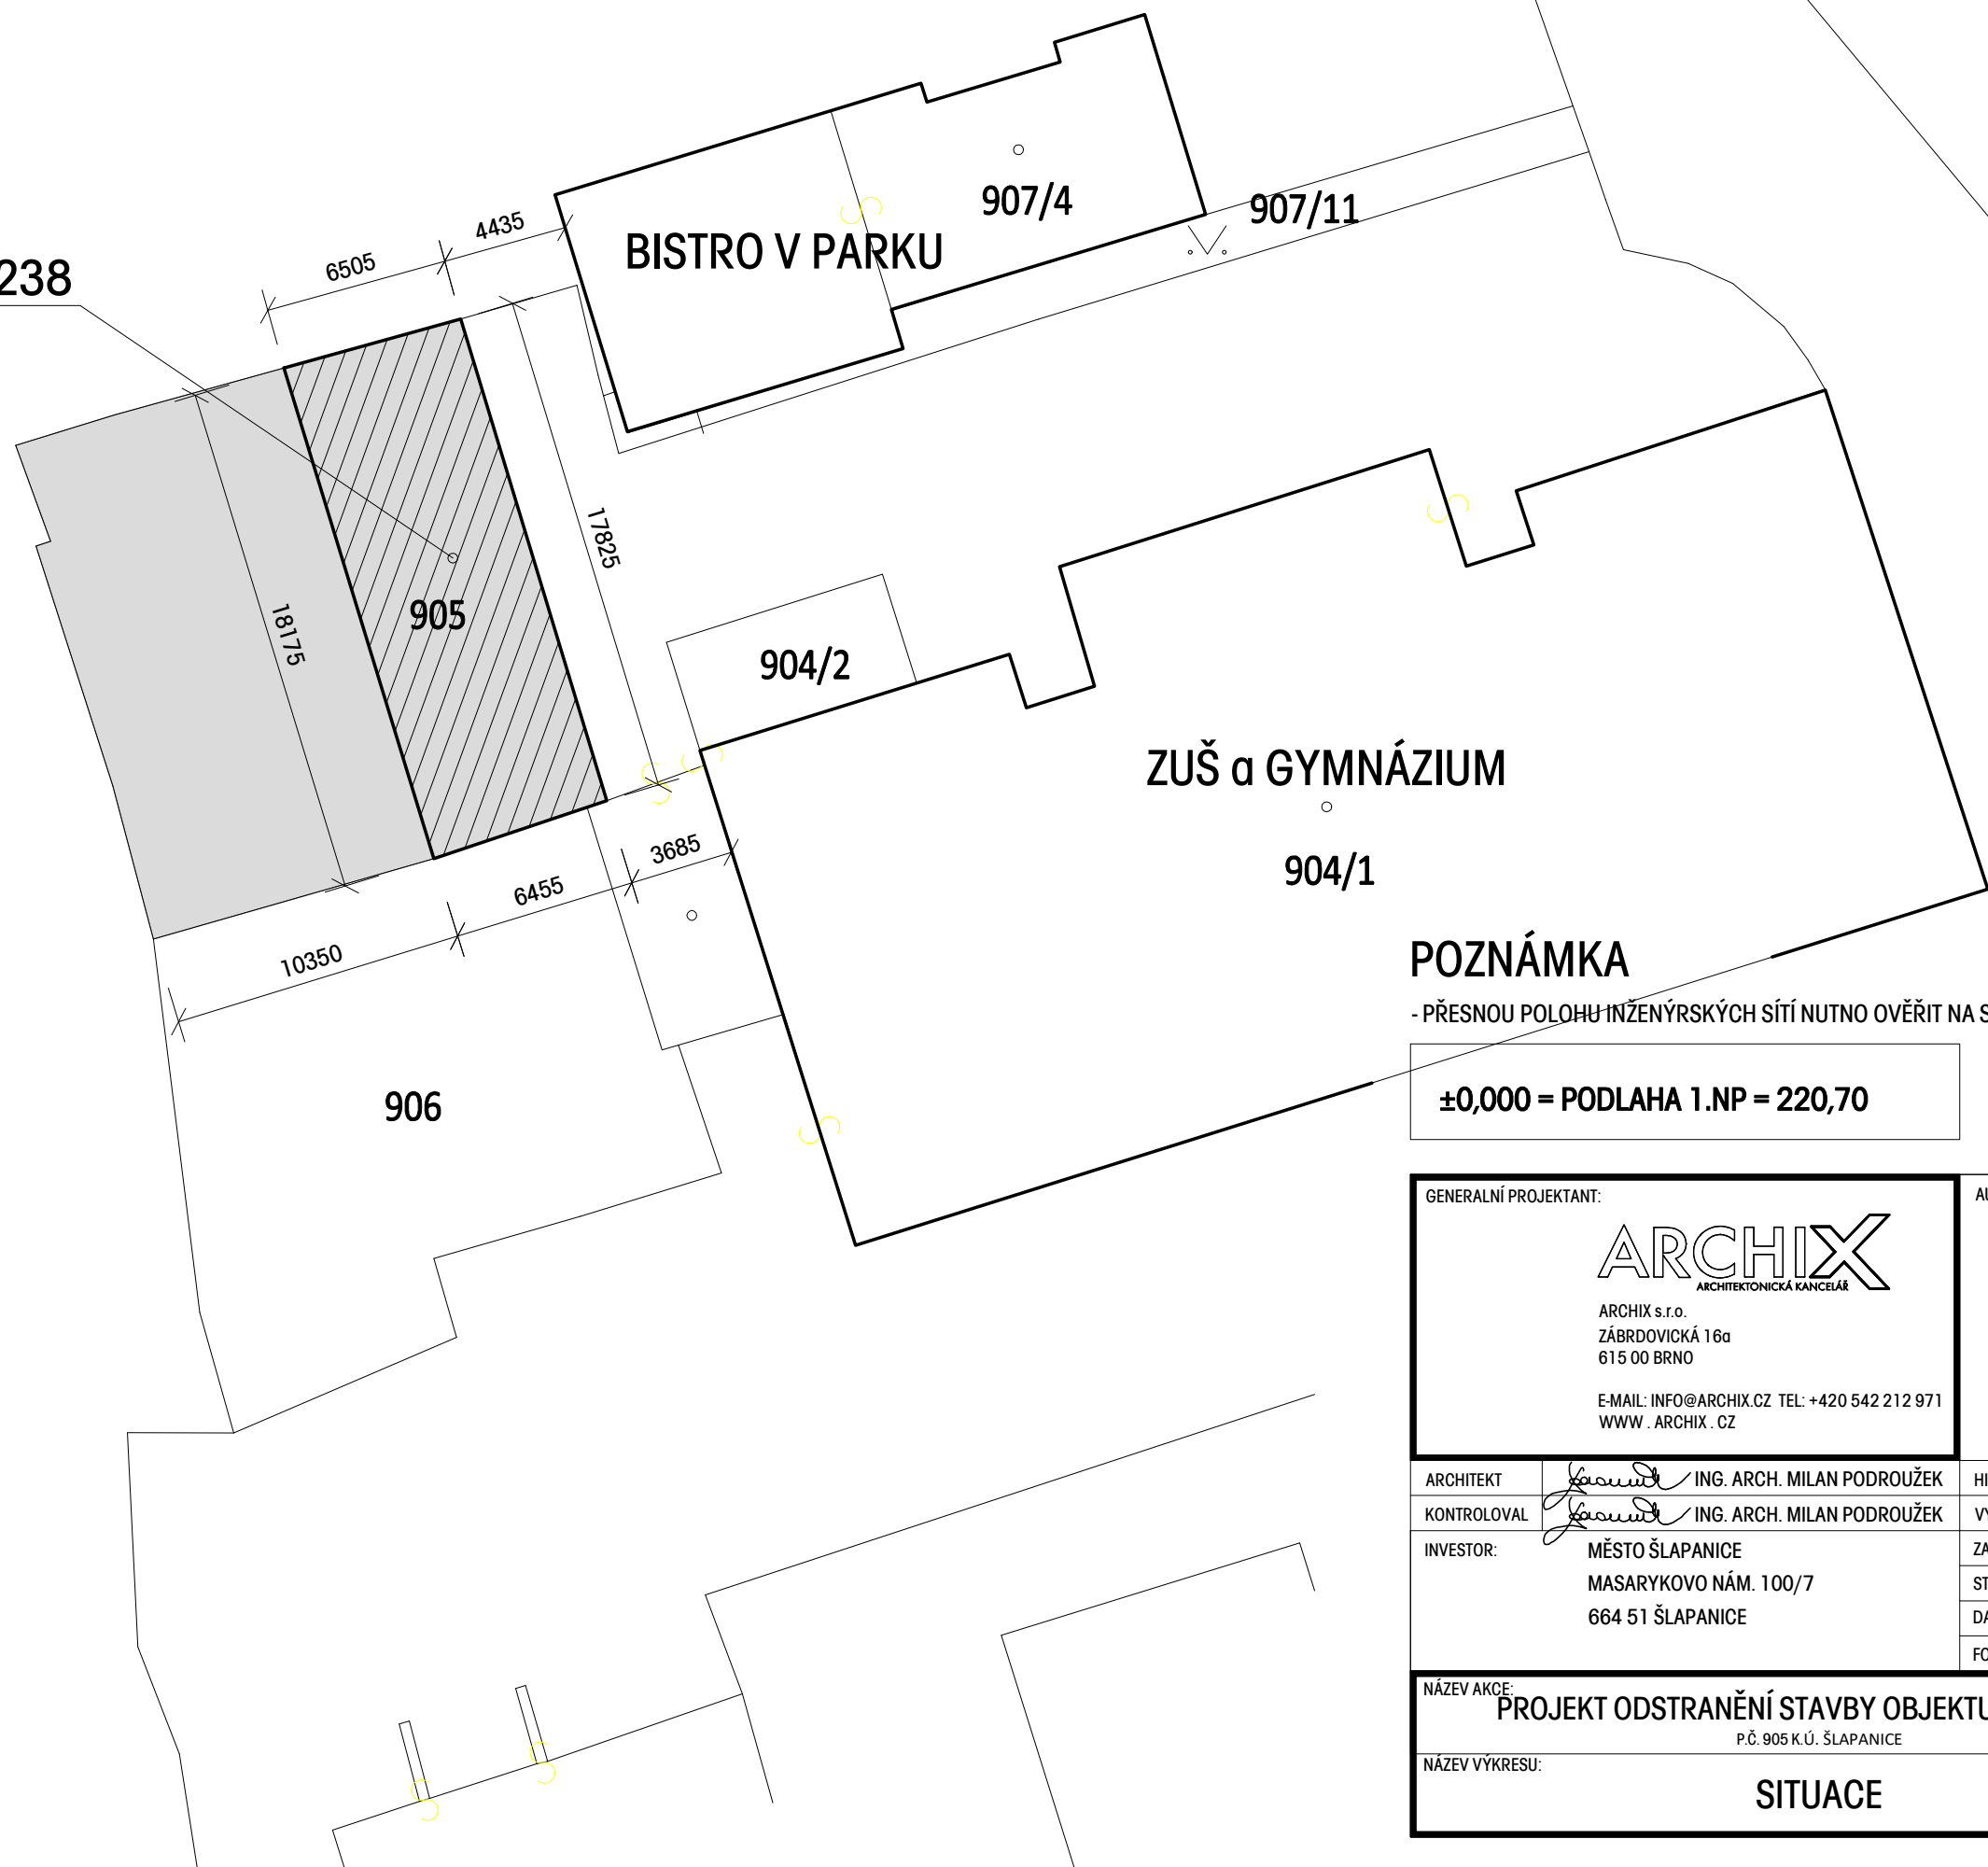 238
6505
4435
BISTRO V PARKU
907/4
907/11
17825
18175
905
904/2
ZUŠ a GYMNÁZIUM
904/1
3685
6455
10350
906
POZNÁMKA
- PŘESNOU POLOHU INŽENÝRSKÝCH SÍTÍ NUTNO OVĚŘIT NA S
±0,000 = PODLAHA 1.NP = 220,70
GENERALNÍ PROJEKTANT:
ARCHIX
ARCHITEKTONICKÁ KANCELÁŘ
ARCHIX s.r.o.
ZÁBRDOVICKÁ 16a
615 00 BRNO
E-MAIL: INFO@ARCHIX.CZ TEL: +420 542 212 971
WWW . ARCHIX . CZ
ARCHITEKT ING. ARCH. MILAN PODROUŽEK
KONTROLOVAL ING. ARCH. MILAN PODROUŽEK
INVESTOR: MĚSTO ŠLAPANICE
MASARYKOVO NÁM. 100/7
664 51 ŠLAPANICE
NÁZEV AKCE:
PROJEKT ODSTRANĚNÍ STAVBY OBJEKTU
P.Č. 905 K.Ú. ŠLAPANICE
NÁZEV VÝKRESU:
SITUACE